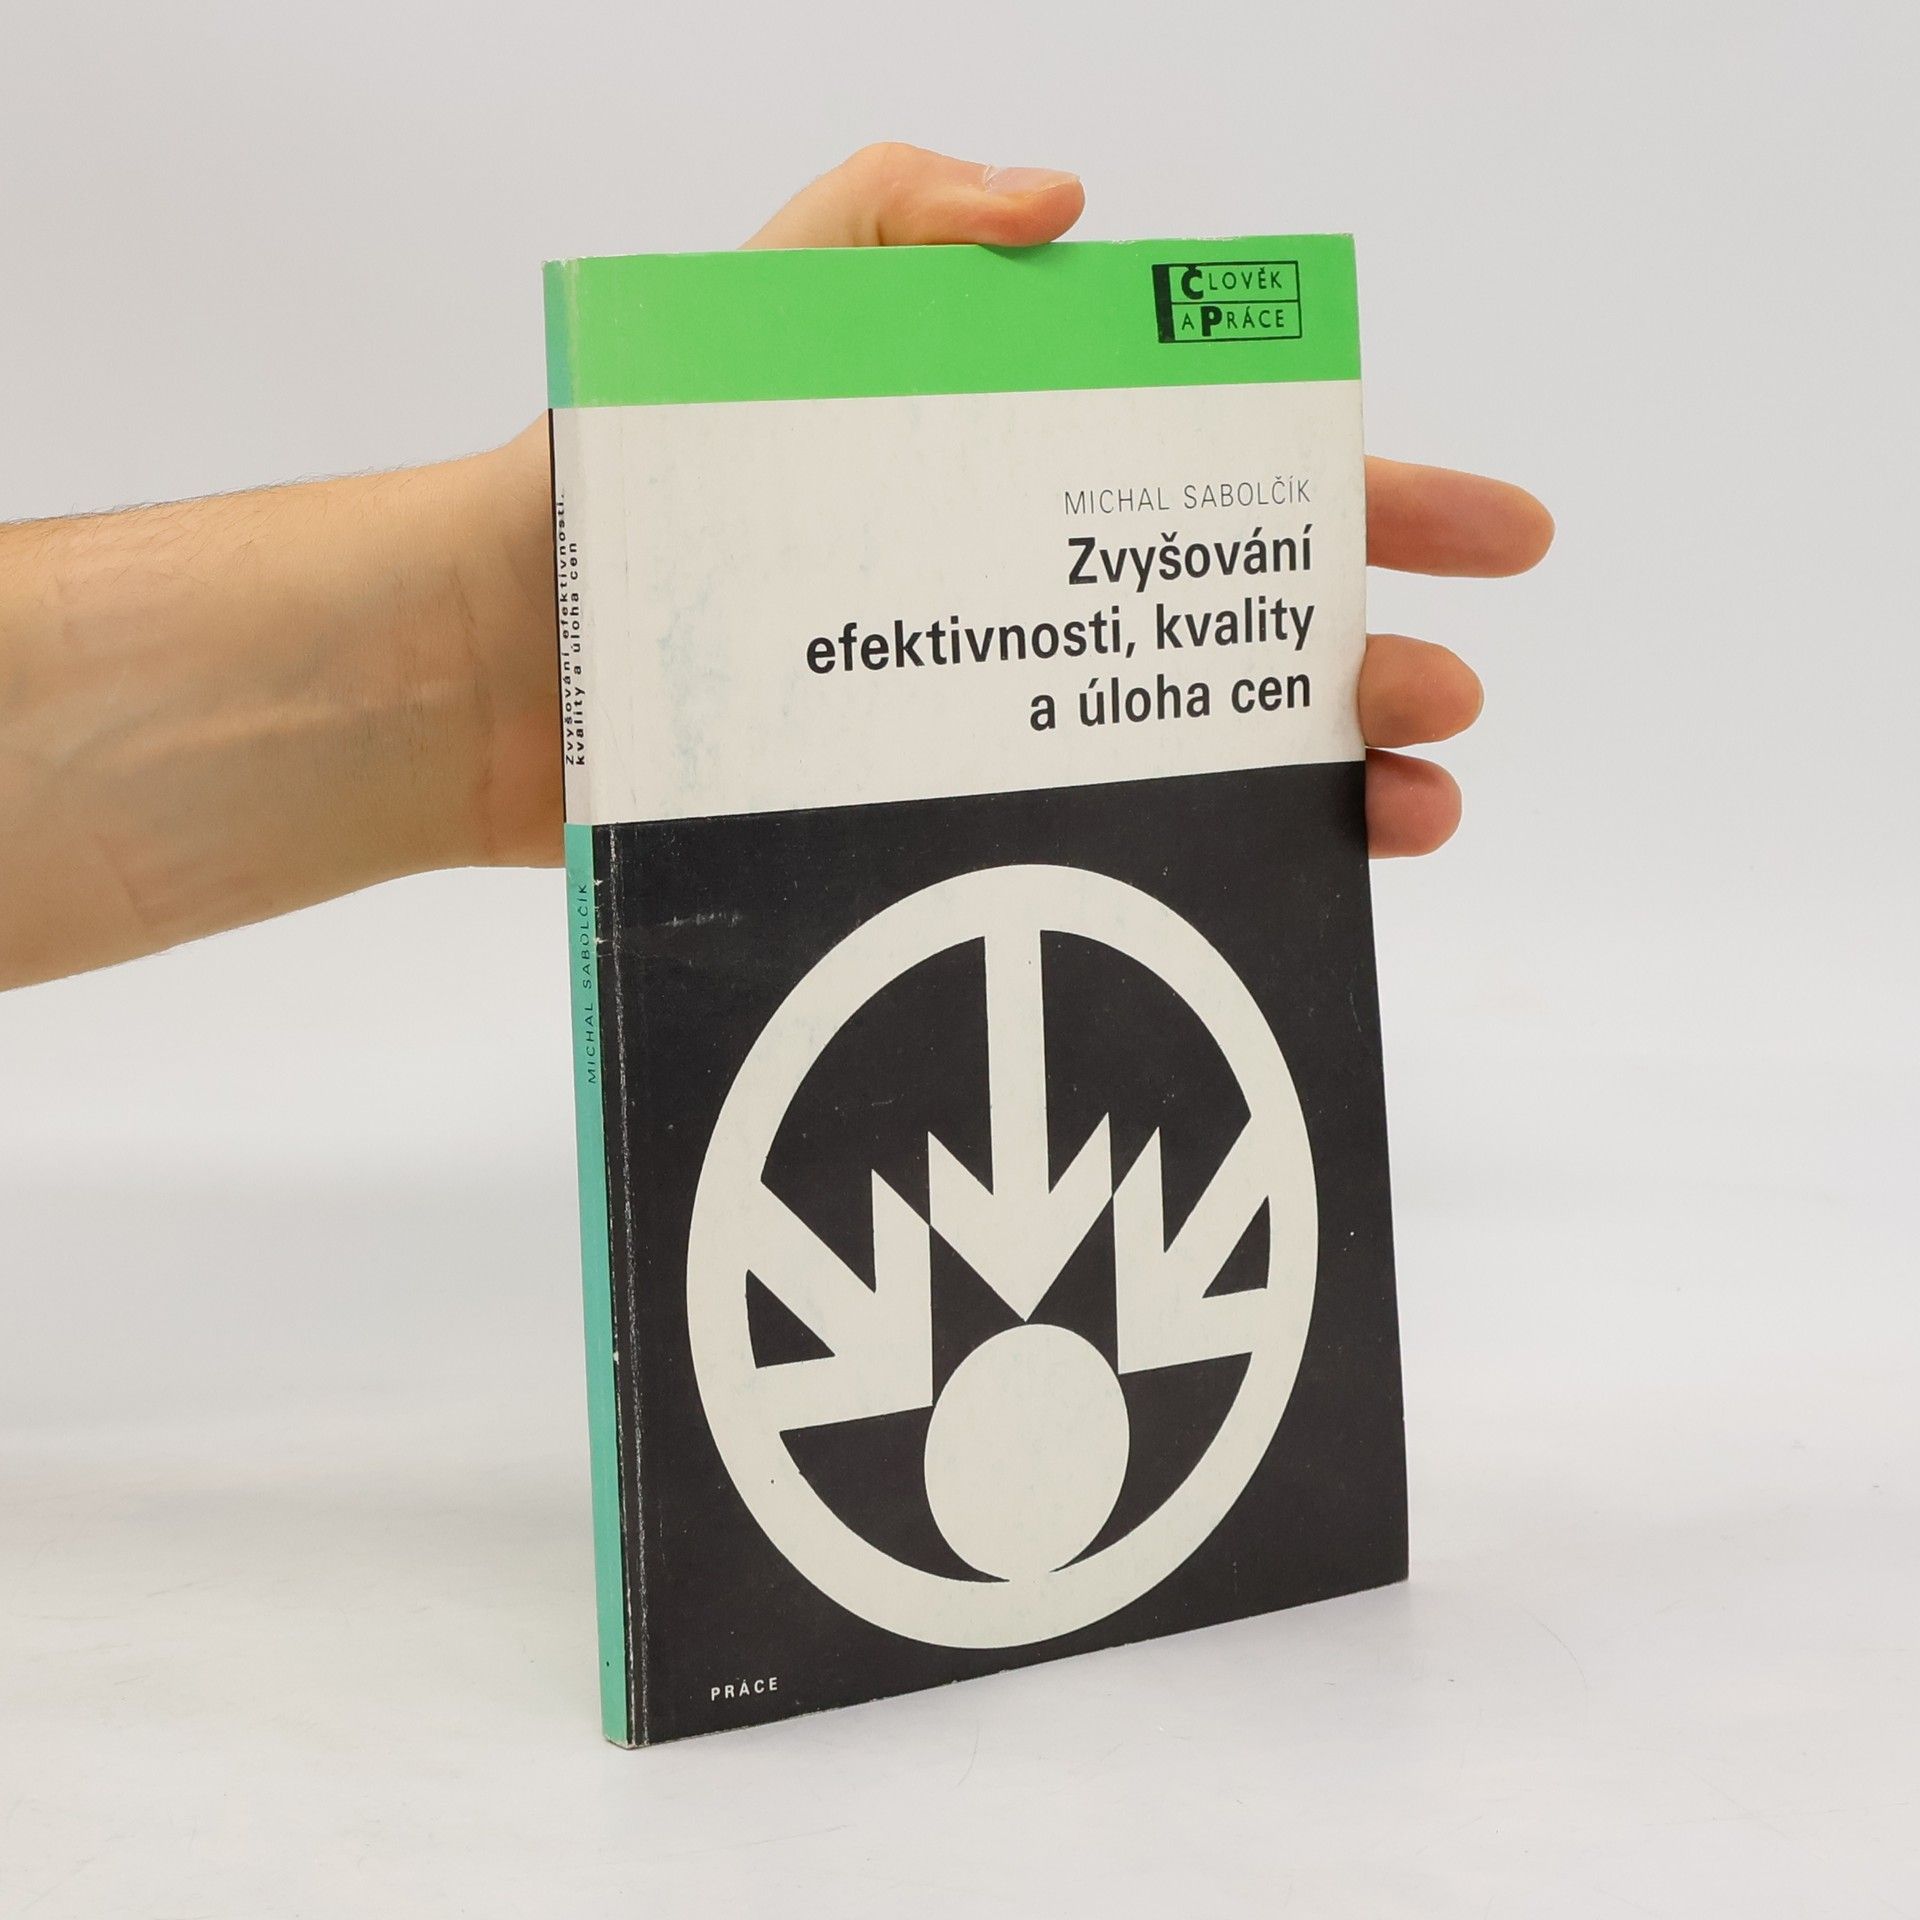 ČLOVĚK
A PRÁCE
MICHAL SABOLČÍK
Zvyšování
efektivnosti, kvality
a úloha cen
PRÁCE
Zvyšování efektivnosti,
kvality a úloha cen
MICHAL SABOLČÍK